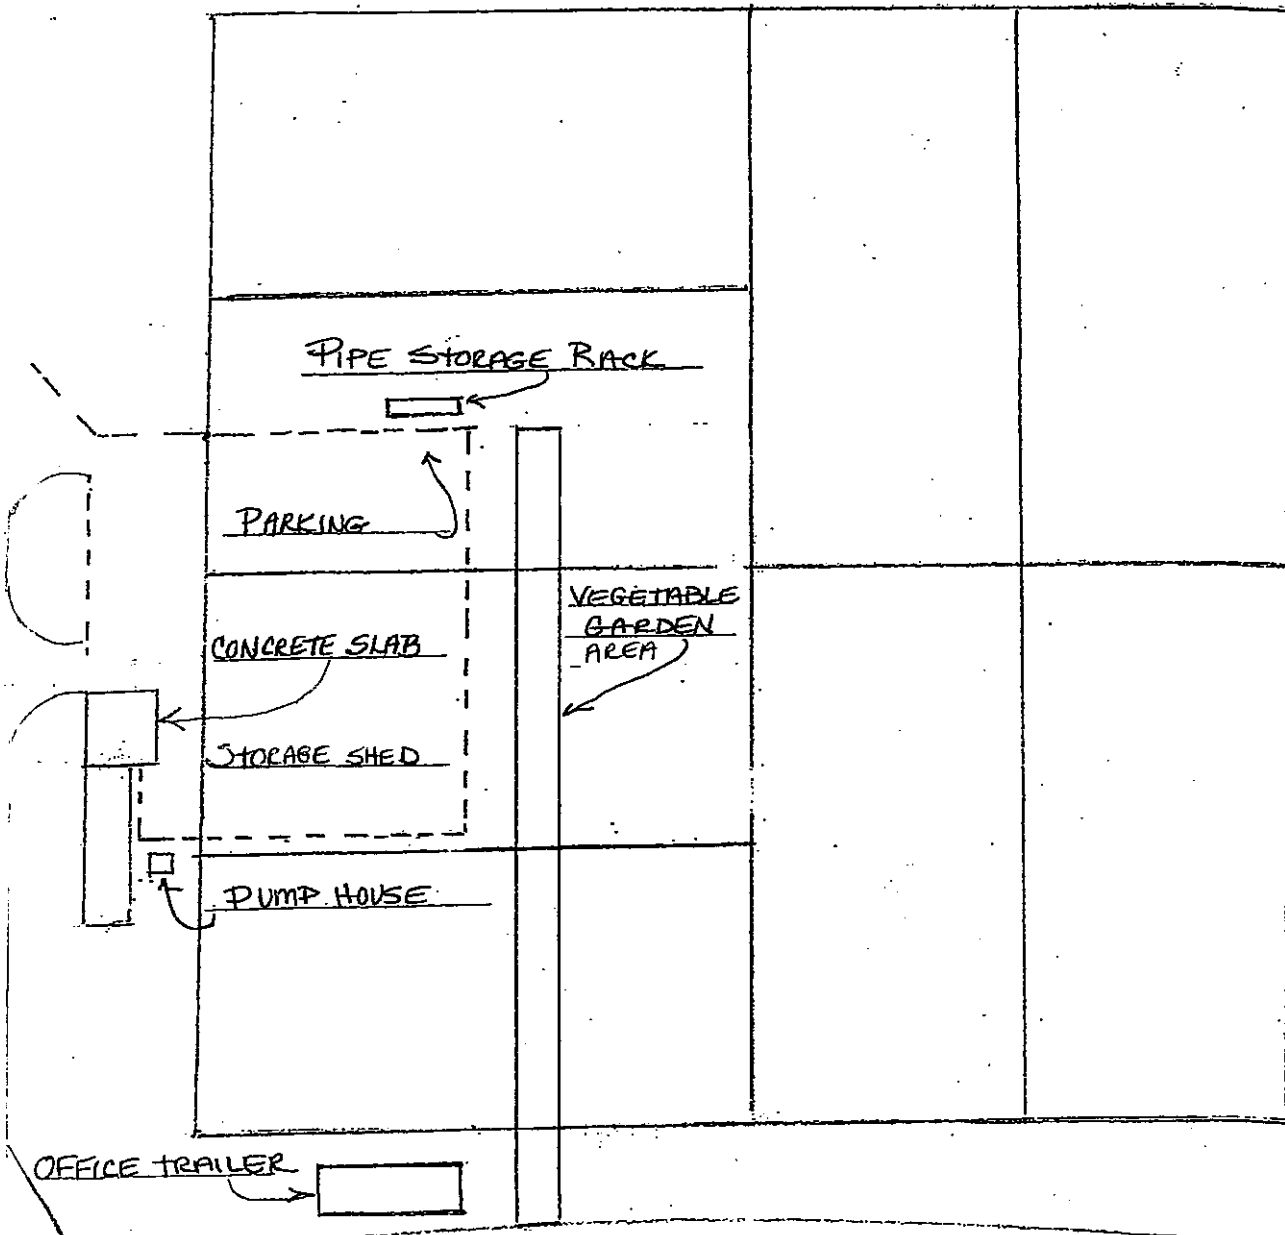 PIPE STORAGE RACK
PARKING
VEGETABLE
GARDEN
AREA
CONCRETE SLAB
STORAGE SHED
PUMP HOUSE
OFFICE TRAILER